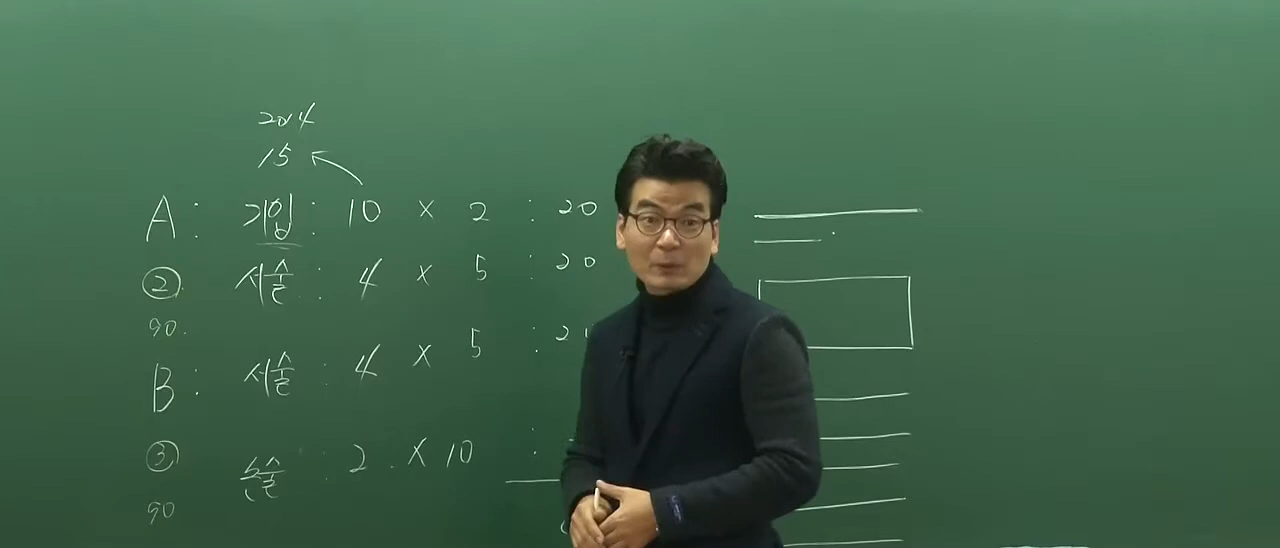 2014
15
A : 기입 : 10 x 2 : 20
② 서술 : 4 x 5 : 20
90.
B : 서술 : 4 x 5 : 2
③ 논술 : 2 . x 10 :
90